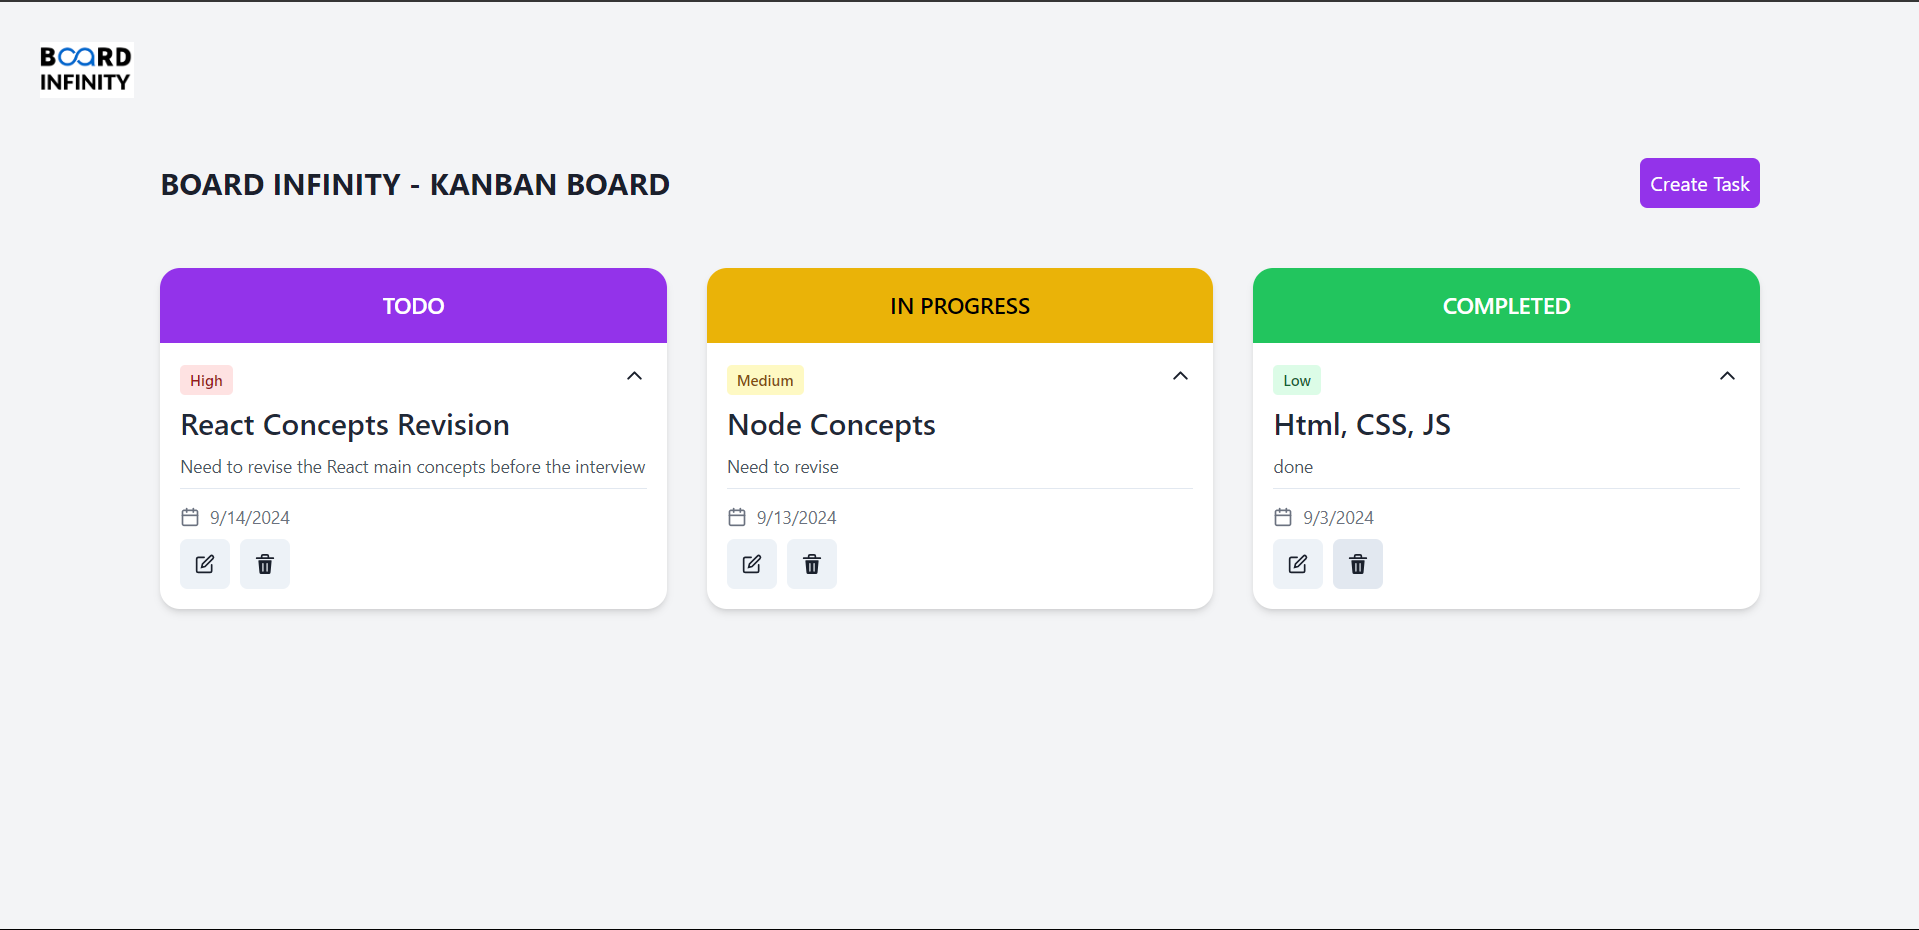 BOARD
INFINITY
BOARD INFINITY - KANBAN BOARD
Create Task
TODO
High
React Concepts Revision
Need to revise the React main concepts before the interview
9/14/2024
IN PROGRESS
Medium
Node Concepts
Need to revise
9/13/2024
COMPLETED
Low
Html, CSS, JS
done
9/3/2024